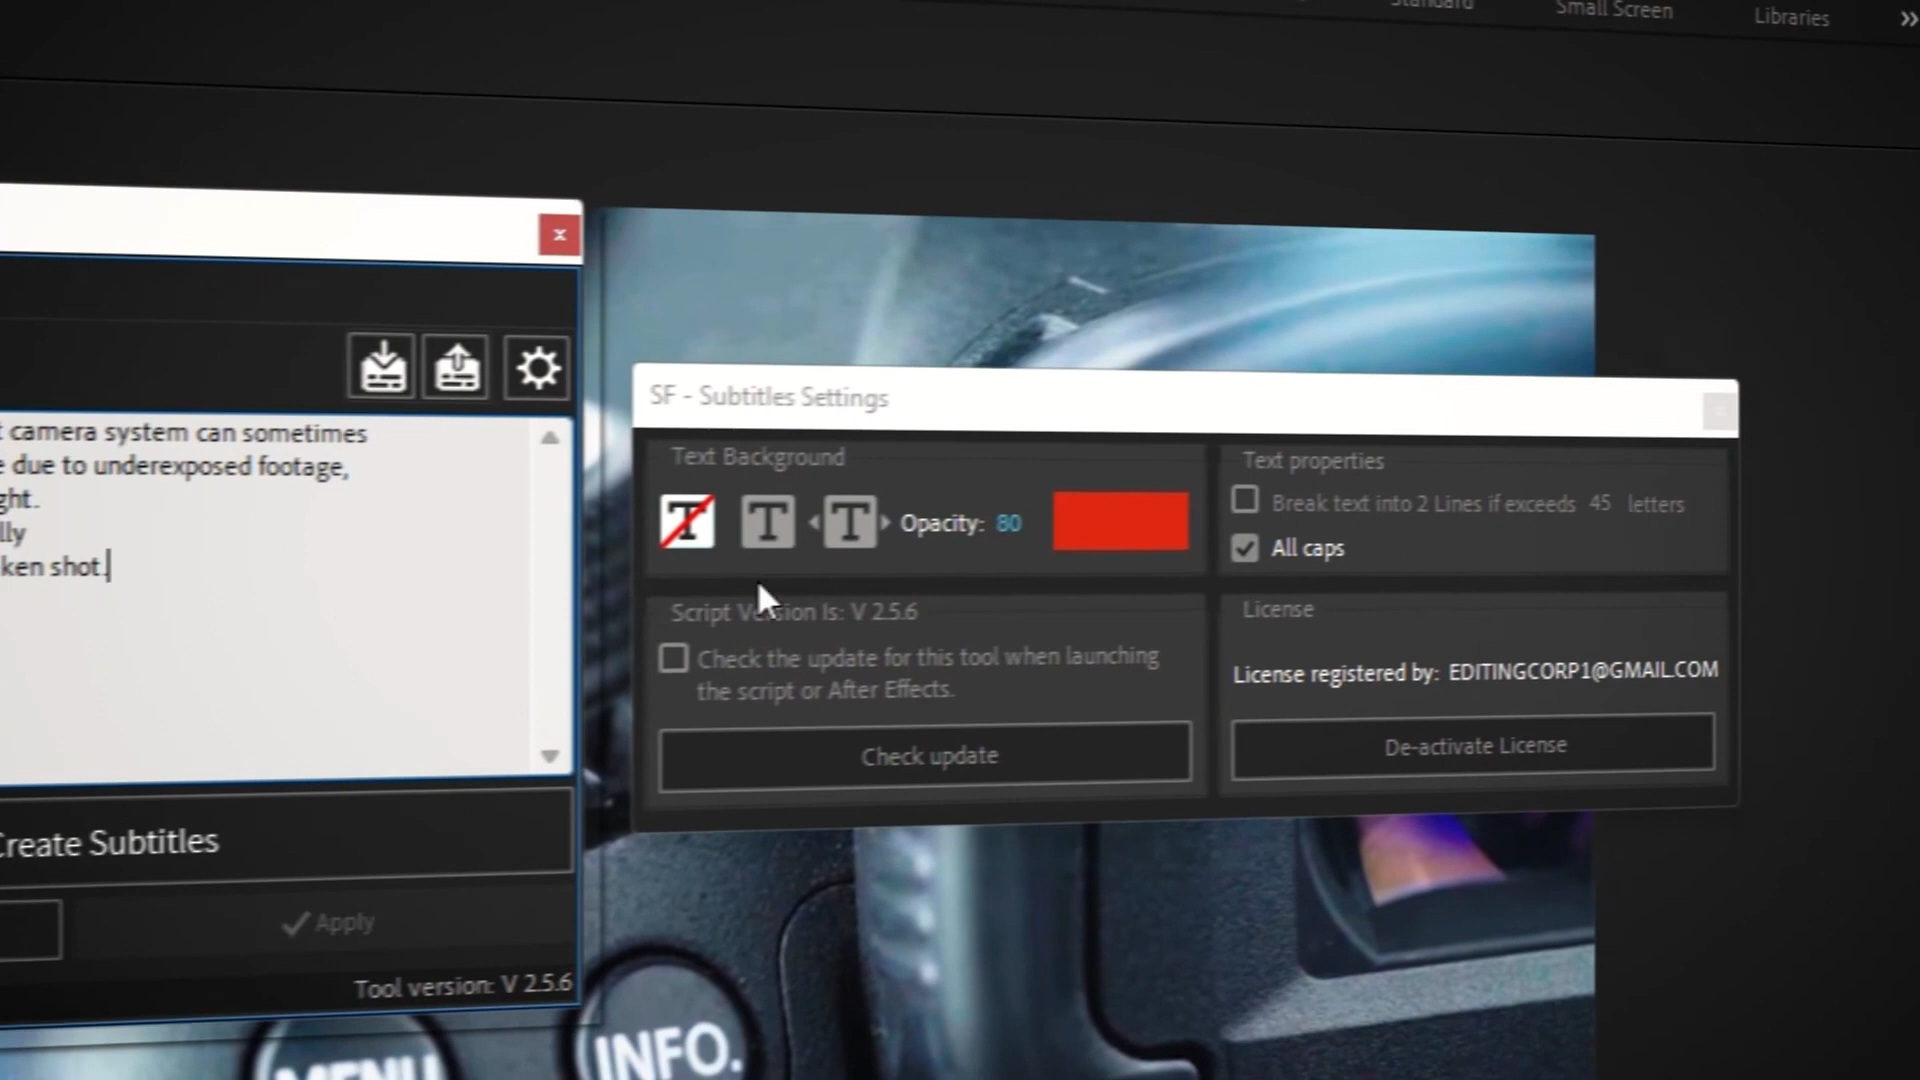 Standard
Small Screen
Libraries
x
t camera system can sometimes
e due to underexposed footage,
ght.
lly
ken shot.
Create Subtitles
Apply
Tool version: V 2.5.6
SF - Subtitles Settings
Text Background
Opacity: 80
Text properties
Break text into 2 Lines if exceeds 45 letters
All caps
Script Version Is: V 2.5.6
Check the update for this tool when launching
the script or After Effects.
Check update
License
License registered by: EDITINGCORP1@GMAIL.COM
De-activate License
MENU
INFO.